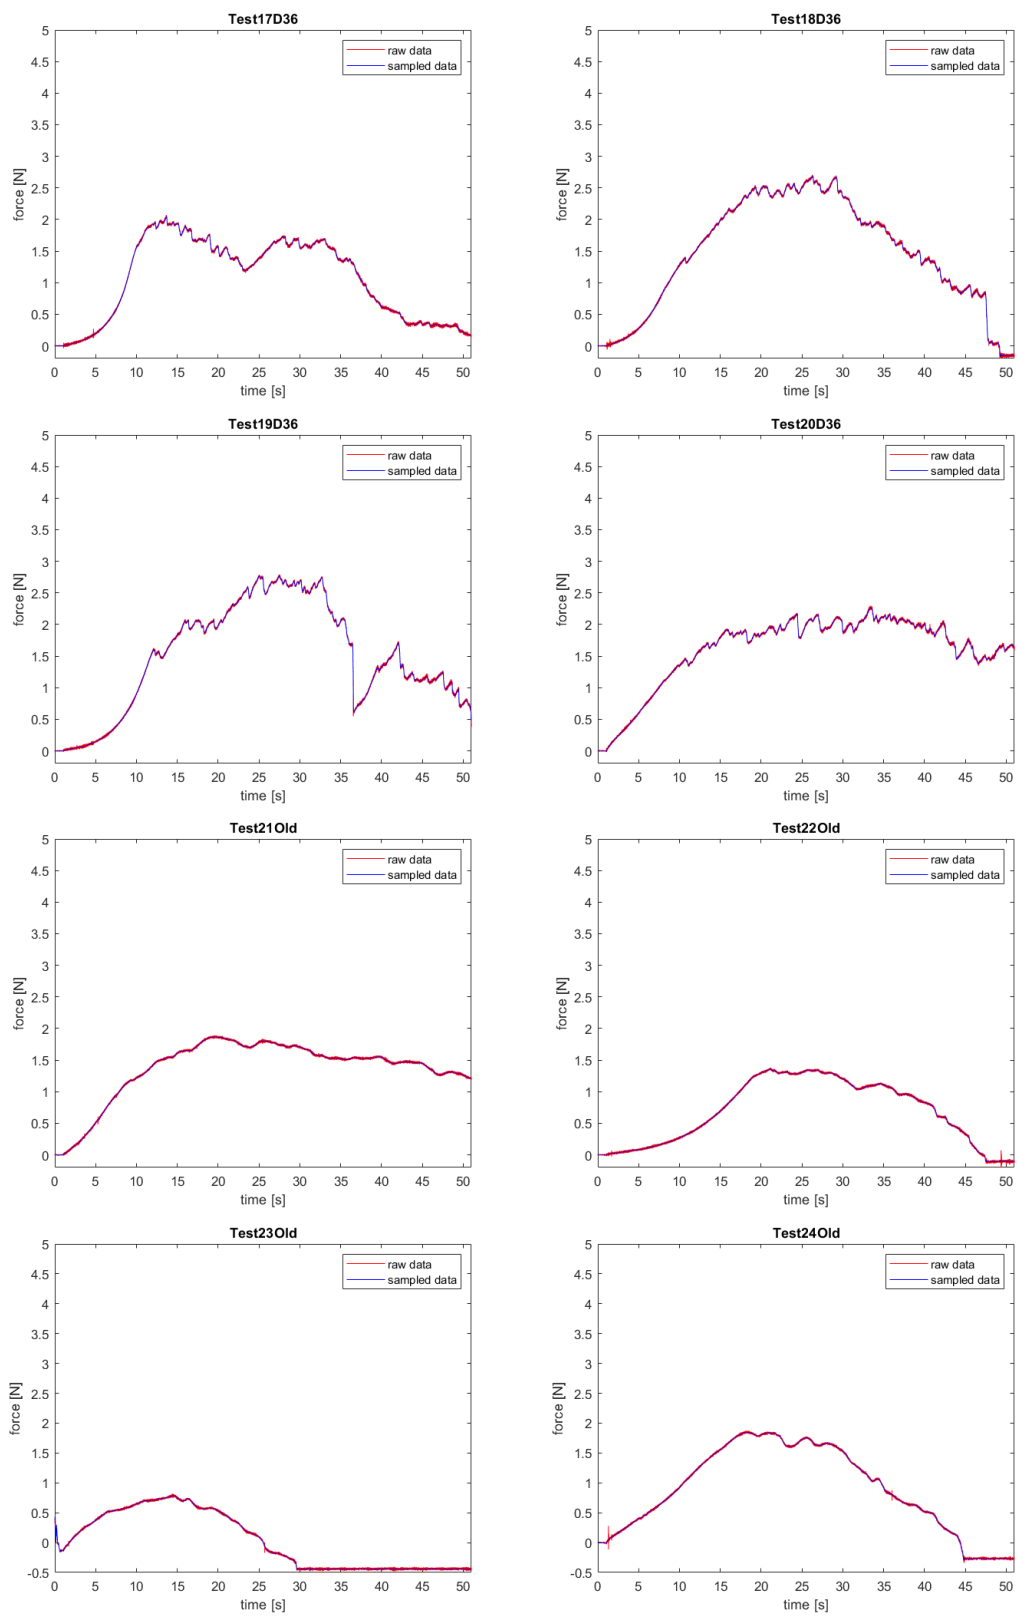 Test17D36
raw data
sampled data
force [N]
5
4.5
4
3.5
3
2.5
2
1.5
1
0.5
0
0 5 10 15 20 25 30 35 40 45 50
time [s]
Test18D36
raw data
sampled data
force [N]
5
4.5
4
3.5
3
2.5
2
1.5
1
0.5
0
0 5 10 15 20 25 30 35 40 45 50
time [s]
Test19D36
raw data
sampled data
force [N]
5
4.5
4
3.5
3
2.5
2
1.5
1
0.5
0
0 5 10 15 20 25 30 35 40 45 50
time [s]
Test20D36
raw data
sampled data
force [N]
5
4.5
4
3.5
3
2.5
2
1.5
1
0.5
0
0 5 10 15 20 25 30 35 40 45 50
time [s]
Test21Old
raw data
sampled data
force [N]
5
4.5
4
3.5
3
2.5
2
1.5
1
0.5
0
0 5 10 15 20 25 30 35 40 45 50
time [s]
Test22Old
raw data
sampled data
force [N]
5
4.5
4
3.5
3
2.5
2
1.5
1
0.5
0
0 5 10 15 20 25 30 35 40 45 50
time [s]
Test23Old
raw data
sampled data
force [N]
5
4.5
4
3.5
3
2.5
2
1.5
1
0.5
0
-0.5
0 5 10 15 20 25 30 35 40 45 50
time [s]
Test24Old
raw data
sampled data
force [N]
5
4.5
4
3.5
3
2.5
2
1.5
1
0.5
0
-0.5
0 5 10 15 20 25 30 35 40 45 50
time [s]